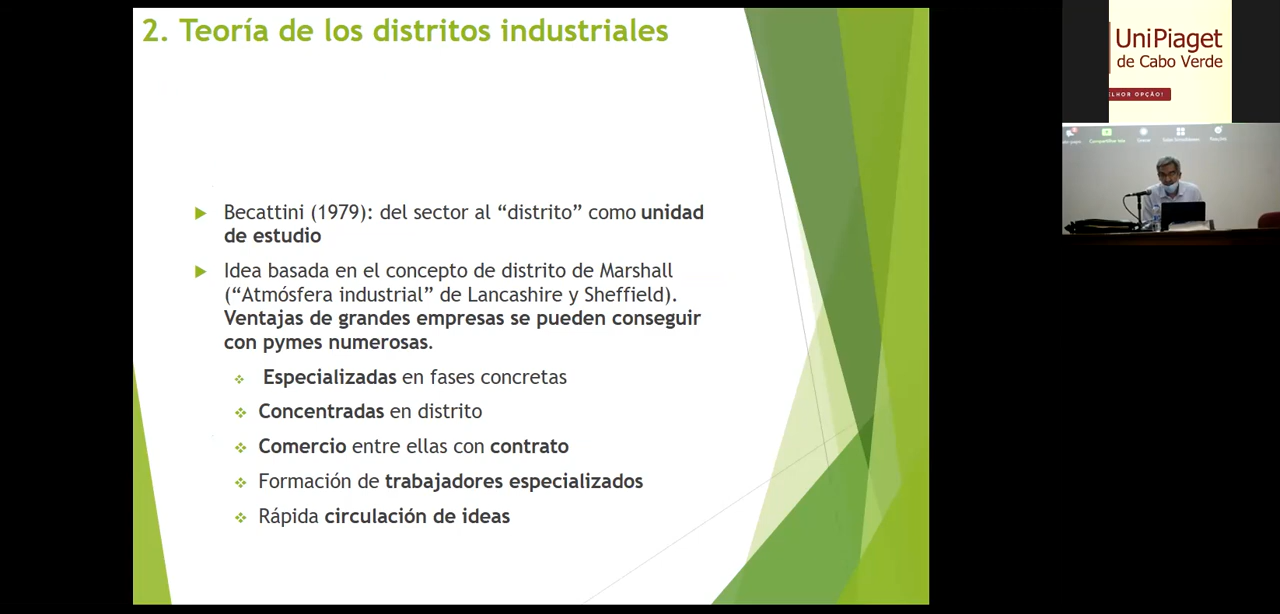 2. Teoría de los distritos industriales
Becattini (1979): del sector al “distrito” como unidad
de estudio
Idea basada en el concepto de distrito de Marshall
(“Atmósfera industrial” de Lancashire y Sheffield).
Ventajas de grandes empresas se pueden conseguir
con pymes numerosas.
Especializadas en fases concretas
Concentradas en distrito
Comercio entre ellas con contrato
Formación de trabajadores especializados
Rápida circulación de ideas
UniPiaget
de Cabo Verde
ELHOR OPÇÃO!